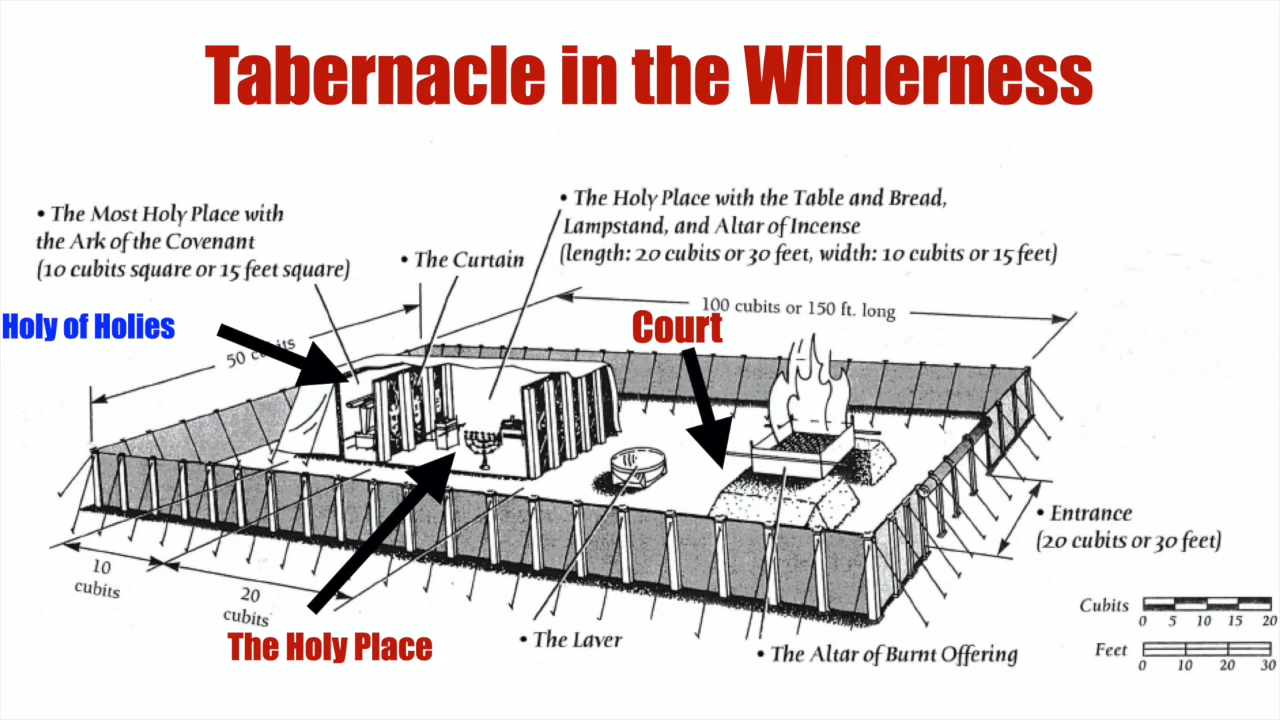 Tabernacle in the Wilderness
• The Most Holy Place with
the Ark of the Covenant
(10 cubits square or 15 feet square)
• The Curtain
• The Holy Place with the Table and Bread,
Lampstand, and Altar of Incense
(length: 20 cubits or 30 feet, width: 10 cubits or 15 feet)
Holy of Holies
50 cubits
100 cubits or 150 ft. long
Court
• Entrance
(20 cubits or 30 feet)
10
cubits
20
cubits
The Holy Place
• The Laver
• The Altar of Burnt Offering
Cubits
0 5 10 15 20
Feet
0 10 20 30